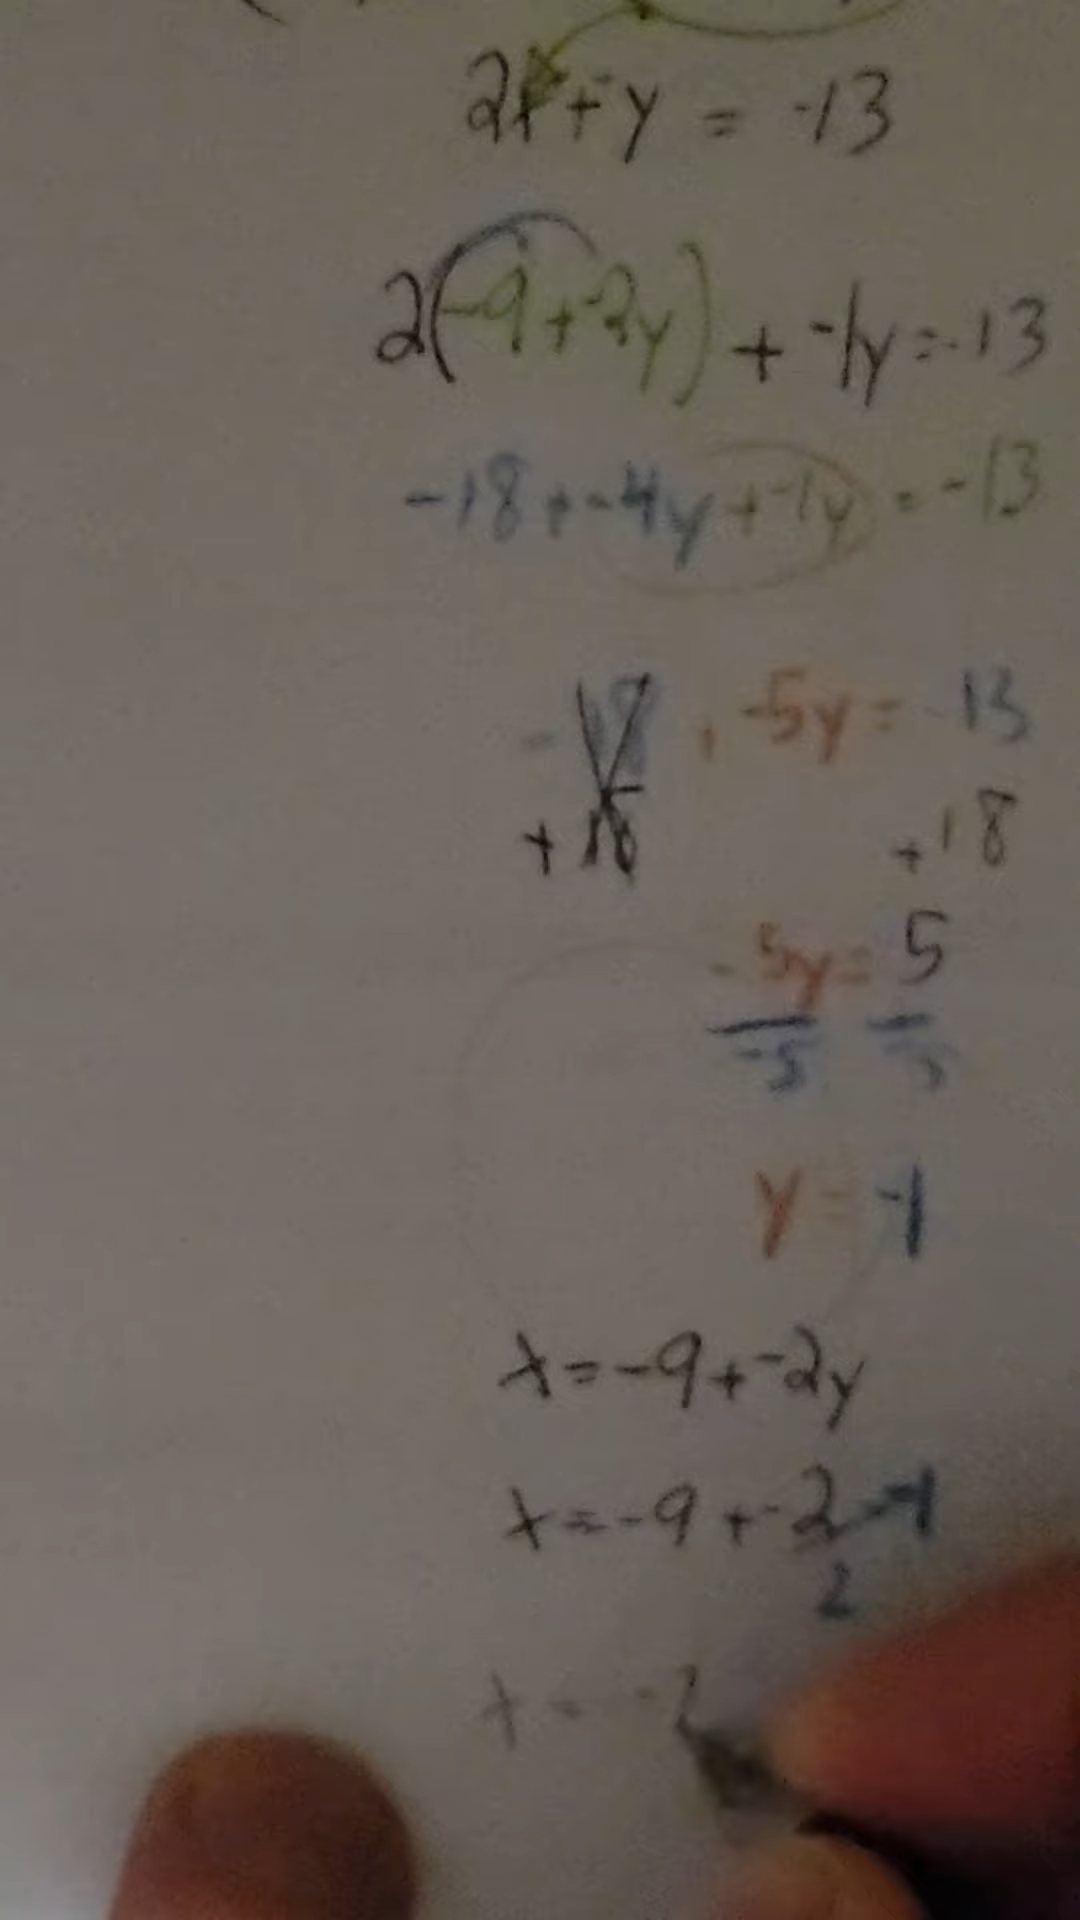 2x + -y = -13
2(-9 + -2y) + -1y = -13
-18 + -4y + -1y = -13
-18 + -5y = -13
+18 +18
-5y = 5
-5 -5
y = -1
x = -9 + -2y
x = -9 + -2 · -1
2
x = -7